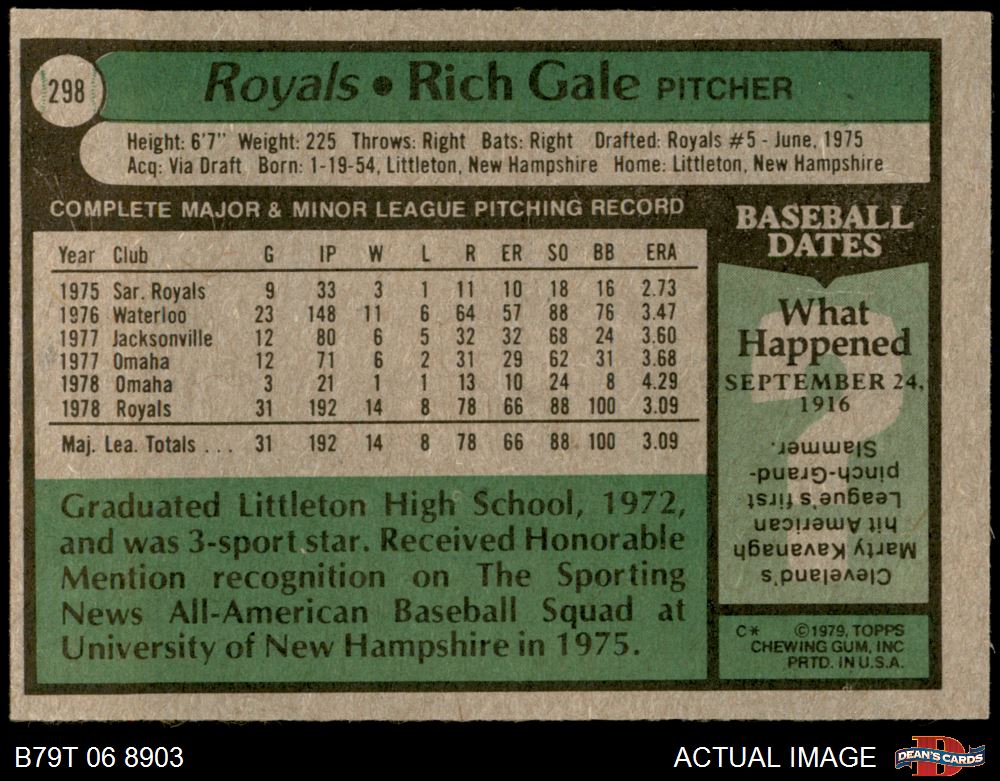 298
Royals • Rich Gale PITCHER
Height: 6'7" Weight: 225 Throws: Right Bats: Right Drafted: Royals #5 - June, 1975
Acq: Via Draft Born: 1-19-54, Littleton, New Hampshire Home: Littleton, New Hampshire
COMPLETE MAJOR & MINOR LEAGUE PITCHING RECORD
Year Club G IP W L R ER SO BB ERA
1975 Sar. Royals 9 33 3 1 11 10 18 16 2.73
1976 Waterloo 23 148 11 6 64 57 88 76 3.47
1977 Jacksonville 12 80 6 5 32 32 68 24 3.60
1977 Omaha 12 71 6 2 31 29 62 31 3.68
1978 Omaha 3 21 1 1 13 10 24 8 4.29
1978 Royals 31 192 14 8 78 66 88 100 3.09
Maj. Lea. Totals . . . 31 192 14 8 78 66 88 100 3.09
Graduated Littleton High School, 1972,
and was 3-sport star. Received Honorable
Mention recognition on The Sporting
News All-American Baseball Squad at
University of New Hampshire in 1975.
BASEBALL
DATES
What
Happened
SEPTEMBER 24,
1916
Cleveland's
Marty Kavanagh
hit American
League's first
pinch-Grand-
Slammer.
C* ©1979, TOPPS
CHEWING GUM, INC
PRTD. IN U.S.A.
B79T 06 8903
ACTUAL IMAGE
D
DEAN'S CARDS